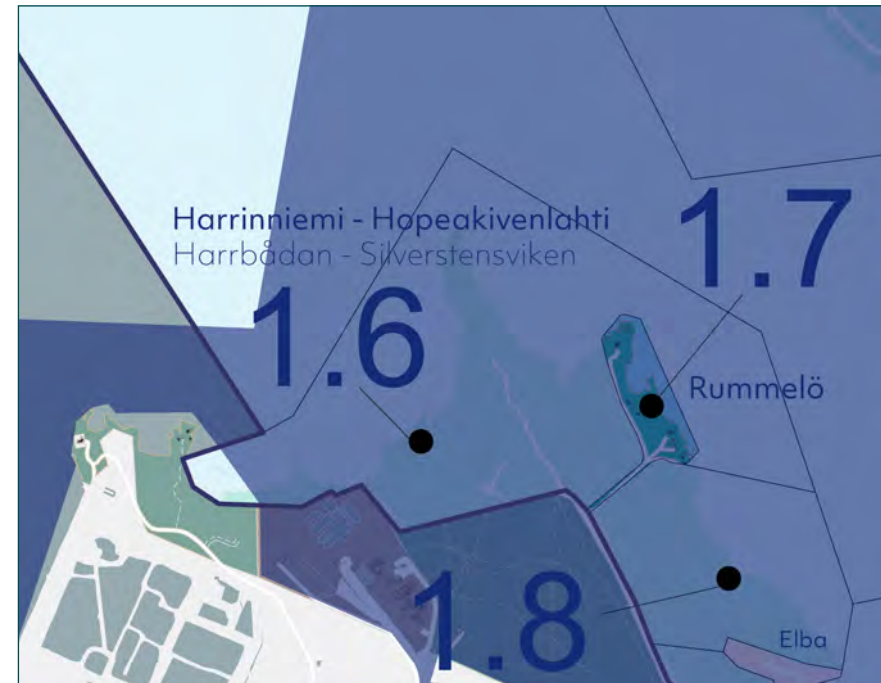 Harrinniemi - Hopeakivenlahti
Harrbådan - Silverstensviken
1.7
1.6
Rummelö
1.8
Elba